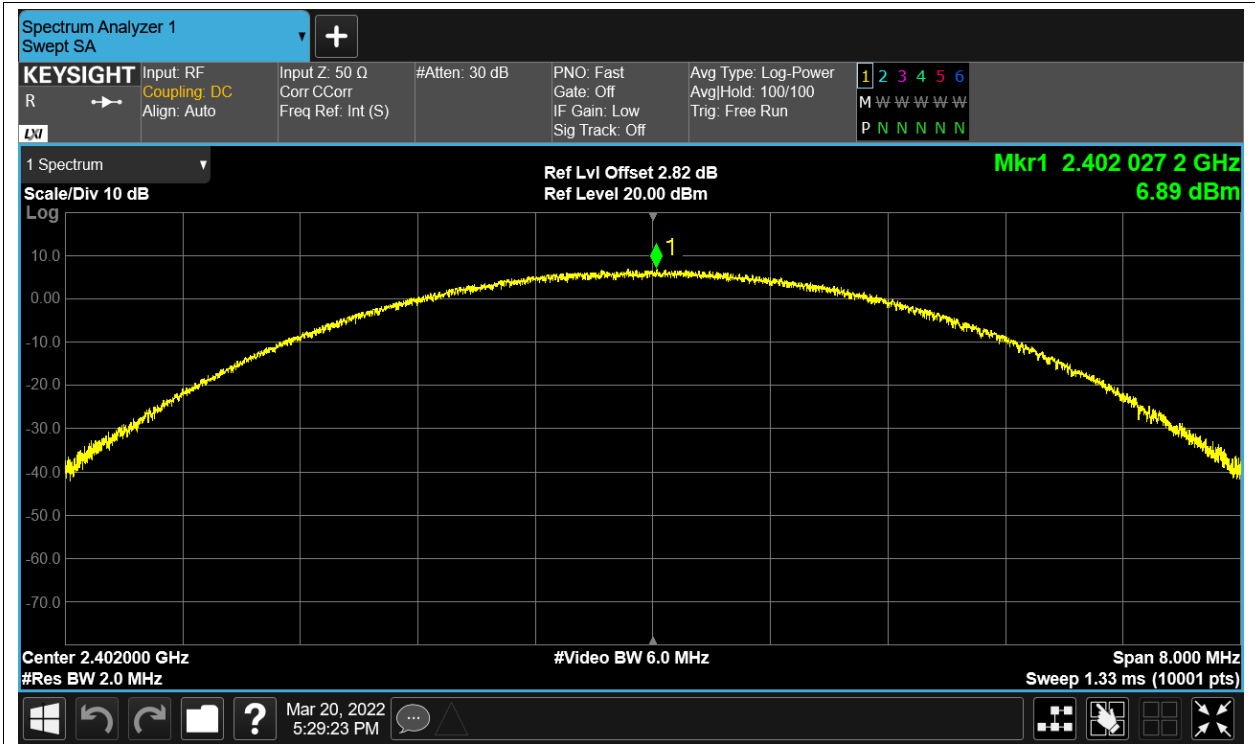 Spectrum Analyzer 1
Swept SA
KEYSIGHT
R
LXI
Input: RF
Coupling: DC
Align: Auto
Input Z: 50 Ω
Corr CCorr
Freq Ref: Int (S)
#Atten: 30 dB
PNO: Fast
Gate: Off
IF Gain: Low
Sig Track: Off
Avg Type: Log-Power
Avg|Hold: 100/100
Trig: Free Run
1 2 3 4 5 6
M W W W W W W
P N N N N N
1 Spectrum
Scale/Div 10 dB
Log
Ref Lvl Offset 2.82 dB
Ref Level 20.00 dBm
Mkr1 2.402 027 2 GHz
6.89 dBm
1
10.0
0.00
-10.0
-20.0
-30.0
-40.0
-50.0
-60.0
-70.0
Center 2.402000 GHz
#Video BW 6.0 MHz
Span 8.000 MHz
#Res BW 2.0 MHz
Sweep 1.33 ms (10001 pts)
?
Mar 20, 2022
5:29:23 PM